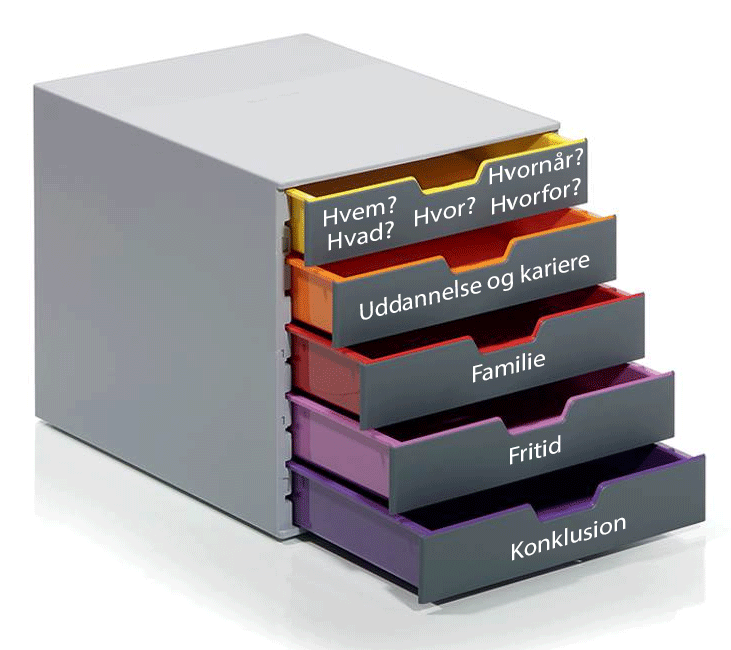 Hvem? Hvor? Hvornår?
Hvad? Hvorfor?
Uddannelse og kariere
Familie
Fritid
Konklusion